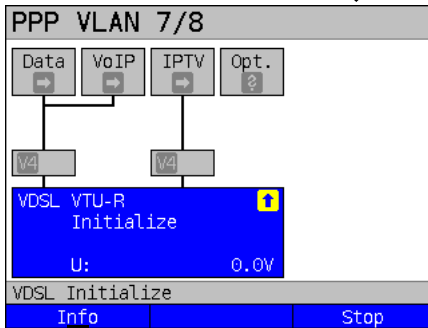 PPP VLAN 7/8
Data VoIP IPTV Opt.
V4 V4
VDSL VTU-R
Initialize
U: 0.0V
VDSL Initialize
Info Stop